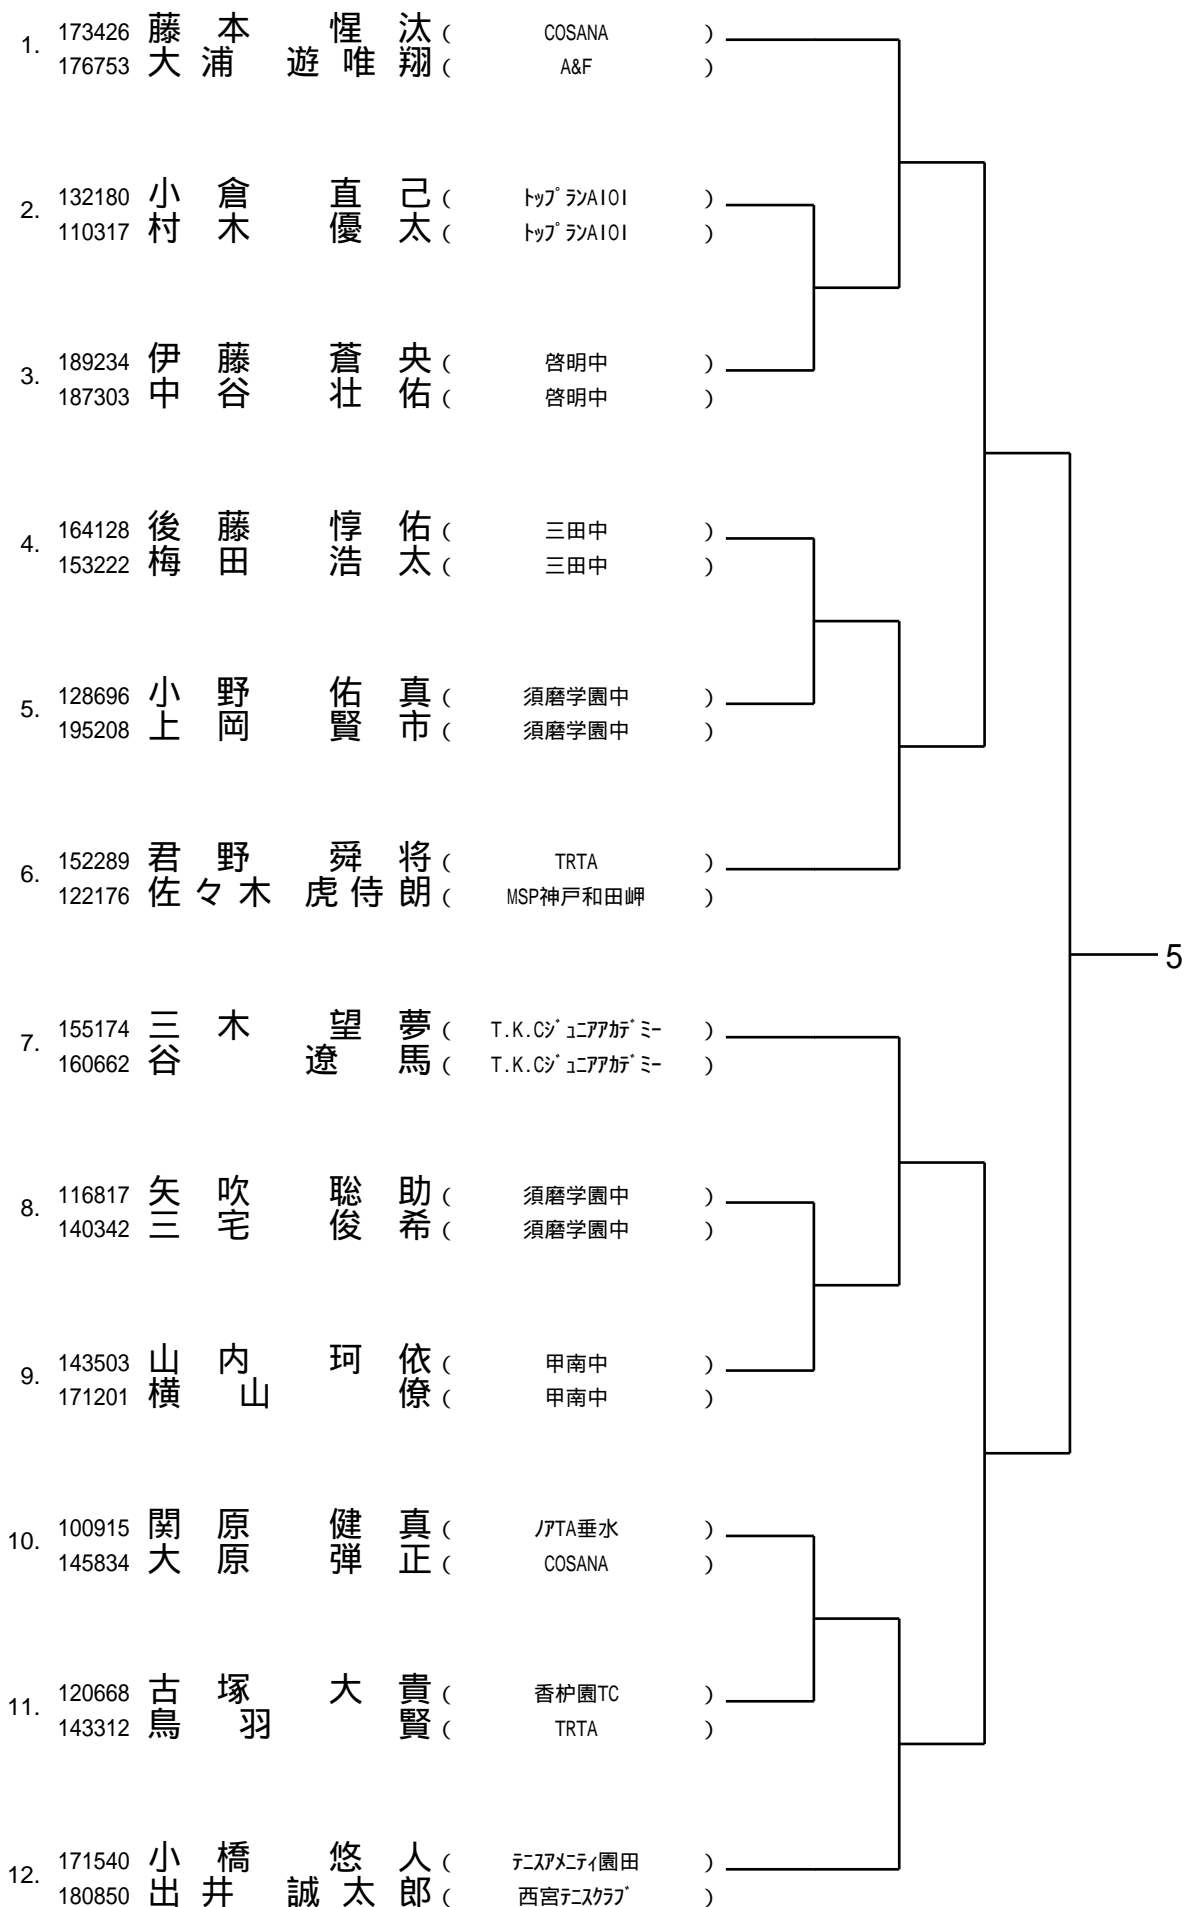 1. 173426 藤本 惺汰 ( COSANA )
176753 大浦 遊唯翔 ( A&F )
2. 132180 小倉 直己 ( ﾄｯﾌﾟﾗﾝAIOI )
110317 村木 優太 ( ﾄｯﾌﾟﾗﾝAIOI )
3. 189234 伊藤 蒼央 ( 啓明中 )
187303 中谷 壮佑 ( 啓明中 )
4. 164128 後藤 惇佑 ( 三田中 )
153222 梅田 浩太 ( 三田中 )
5. 128696 小野 佑真 ( 須磨学園中 )
195208 上岡 賢市 ( 須磨学園中 )
6. 152289 君野 舜将 ( TRTA )
122176 佐々木 虎侍朗 ( MSP神戸和田岬 )
5
7. 155174 三木 望夢 ( T.K.Cｼﾞｭﾆｱｱｶﾃﾞﾐｰ )
160662 谷 遼馬 ( T.K.Cｼﾞｭﾆｱｱｶﾃﾞﾐｰ )
8. 116817 矢吹 聡助 ( 須磨学園中 )
140342 三宅 俊希 ( 須磨学園中 )
9. 143503 山内 珂依 ( 甲南中 )
171201 横山 僚 ( 甲南中 )
10. 100915 関原 健真 ( ﾉｱTA垂水 )
145834 大原 弾正 ( COSANA )
11. 120668 古塚 大貴 ( 香枦園TC )
143312 鳥羽 賢 ( TRTA )
12. 171540 小橋 悠人 ( ﾃﾆｽｱﾒﾆﾃｨ園田 )
180850 出井 誠太郎 ( 西宮ﾃﾆｽｸﾗﾌﾞ )